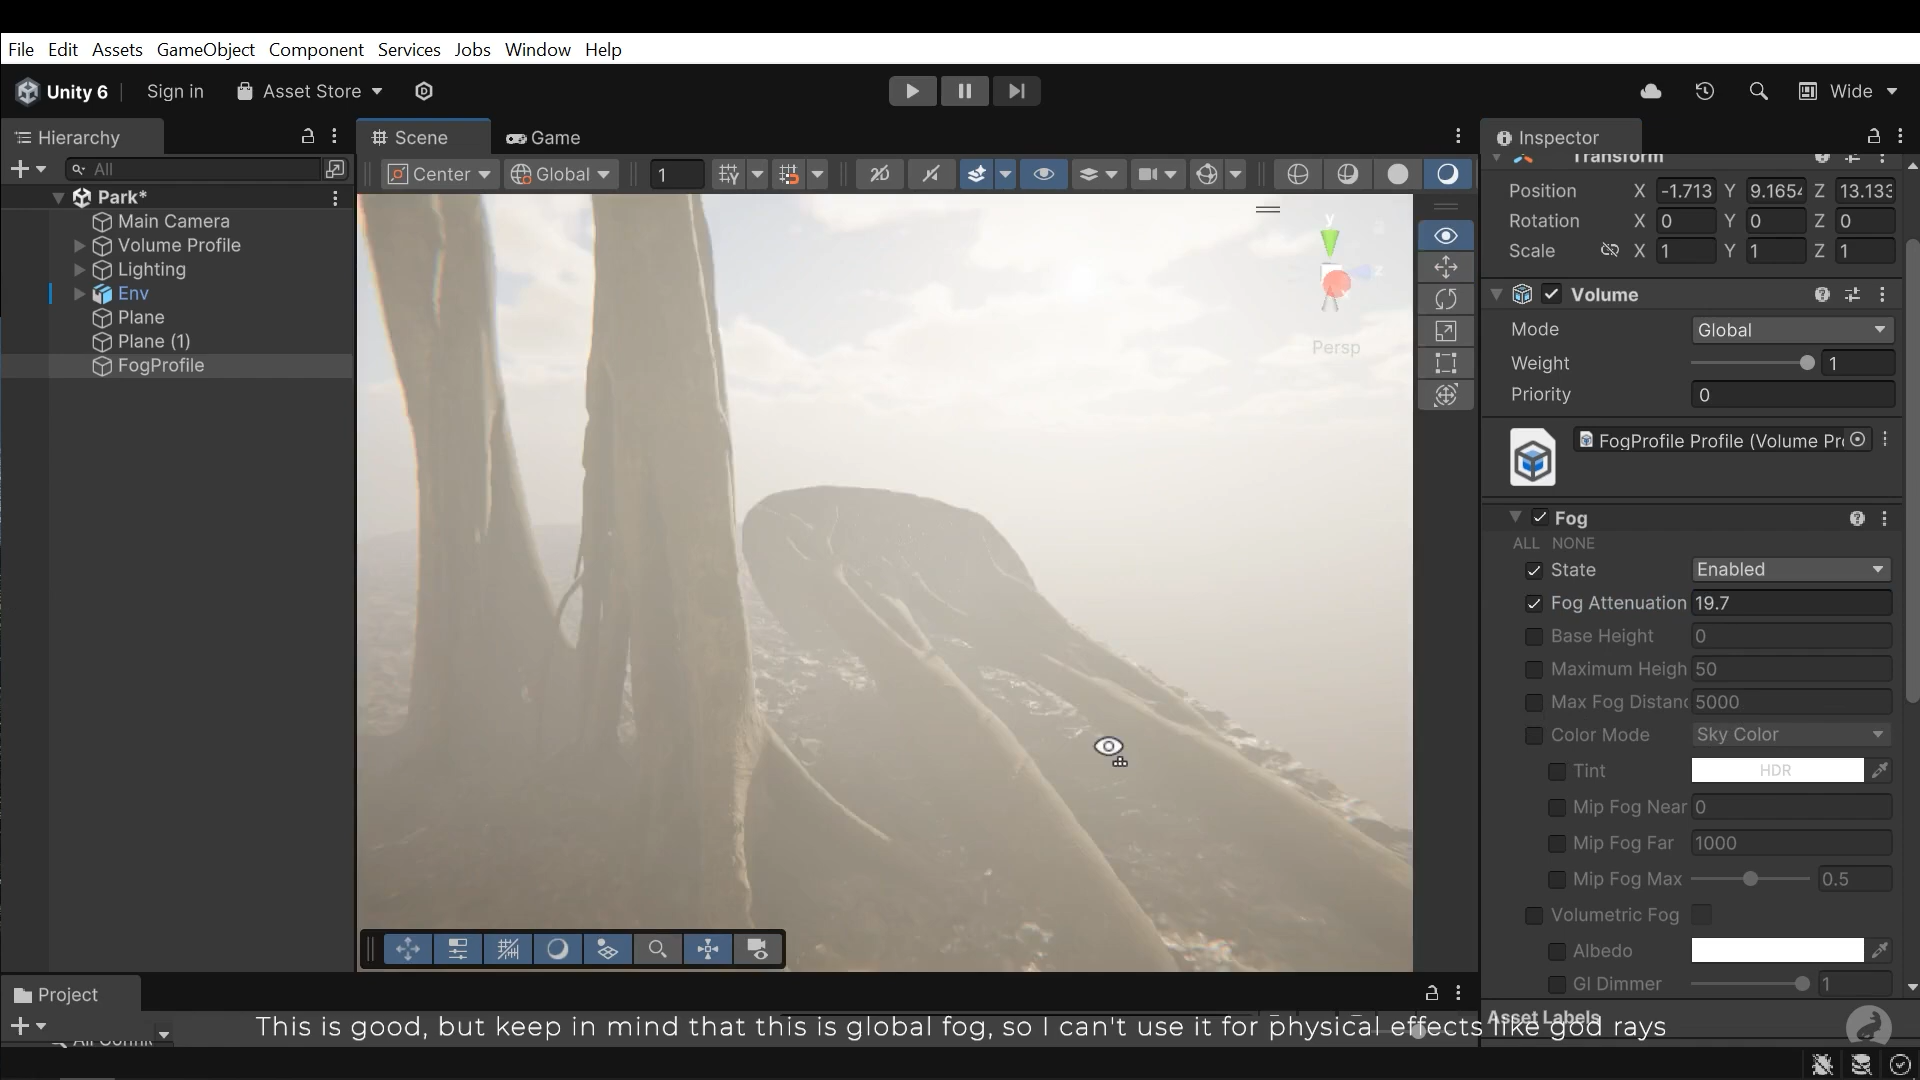 File Edit Assets GameObject Component Services Jobs Window Help
Unity 6 Sign in Asset Store Wide
Hierarchy
Scene Game
Inspector
All
Center Global 1
Transform
Park*
Main Camera
Volume Profile
Lighting
Env
Plane
Plane (1)
FogProfile
y
z
Persp
Position X -1.713 Y 9.1654 Z 13.133
Rotation X 0 Y 0 Z 0
Scale X 1 Y 1 Z 1
Volume
Mode Global
Weight 1
Priority 0
FogProfile Profile (Volume Pr
Fog
ALL NONE
State Enabled
Fog Attenuation 19.7
Base Height 0
Maximum Heigh 50
Max Fog Distanc 5000
Color Mode Sky Color
Tint HDR
Mip Fog Near 0
Mip Fog Far 1000
Mip Fog Max 0.5
Volumetric Fog
Albedo
GI Dimmer 1
Project
Asset Labels
This is good, but keep in mind that this is global fog, so I can't use it for physical effects like god rays